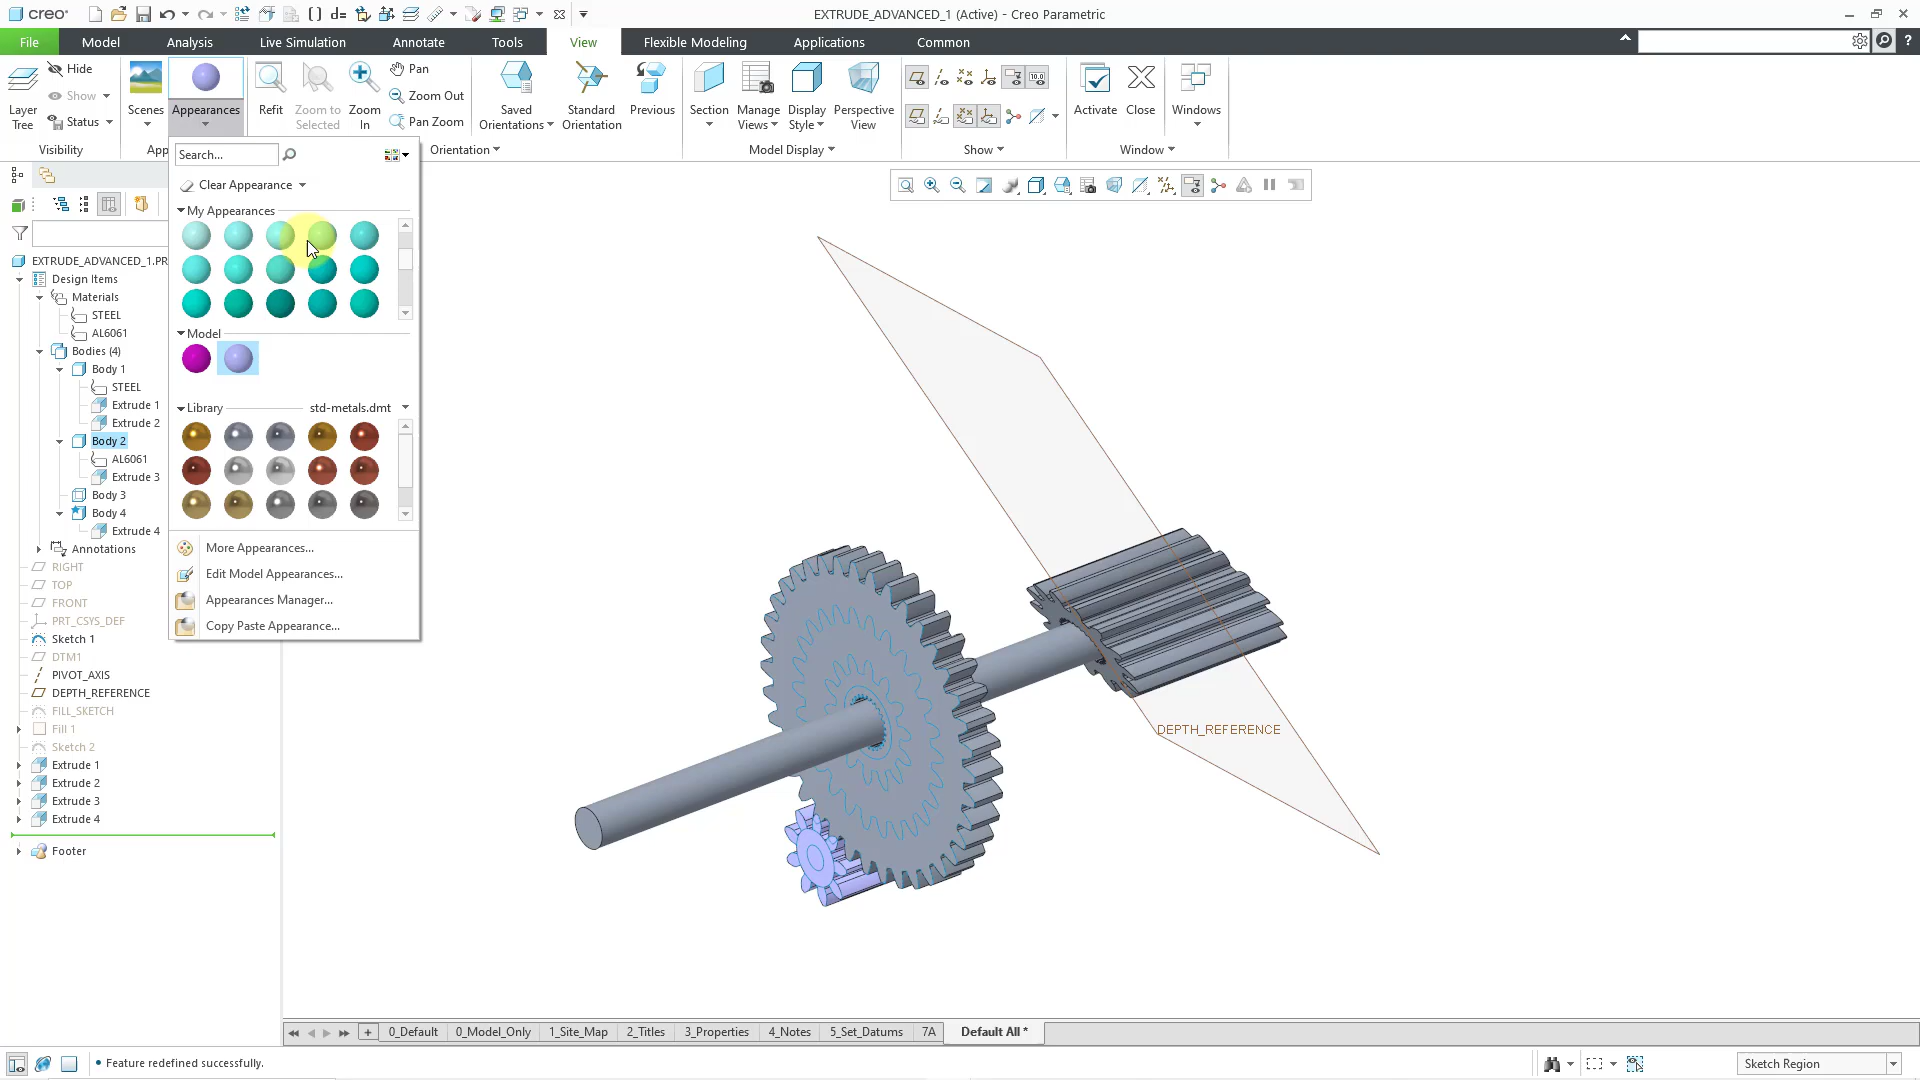 creo
EXTRUDE_ADVANCED_1 (Active) - Creo Parametric
File
Model
Analysis
Live Simulation
Annotate
Tools
View
Flexible Modeling
Applications
Common
Layer Tree
Hide
Show
Status
Visibility
Scenes
Appearances
App
Refit
Zoom to Selected
Zoom In
Pan
Zoom Out
Pan Zoom
Saved Orientations
Standard Orientation
Previous
Orientation
Section
Manage Views
Display Style
Perspective View
Model Display
10.0
Show
Activate
Close
Windows
Window
Search...
Clear Appearance
My Appearances
Model
Library
std-metals.dmt
More Appearances...
Edit Model Appearances...
Appearances Manager...
Copy Paste Appearance...
EXTRUDE_ADVANCED_1.PR
Design Items
Materials
STEEL
AL6061
Bodies (4)
Body 1
STEEL
Extrude 1
Extrude 2
Body 2
AL6061
Extrude 3
Body 3
Body 4
Extrude 4
Annotations
RIGHT
TOP
FRONT
PRT_CSYS_DEF
Sketch 1
DTM1
PIVOT_AXIS
DEPTH_REFERENCE
FILL_SKETCH
Fill 1
Sketch 2
Extrude 1
Extrude 2
Extrude 3
Extrude 4
Footer
DEPTH_REFERENCE
0_Default
0_Model_Only
1_Site_Map
2_Titles
3_Properties
4_Notes
5_Set_Datums
7A
Default All *
• Feature redefined successfully.
Sketch Region